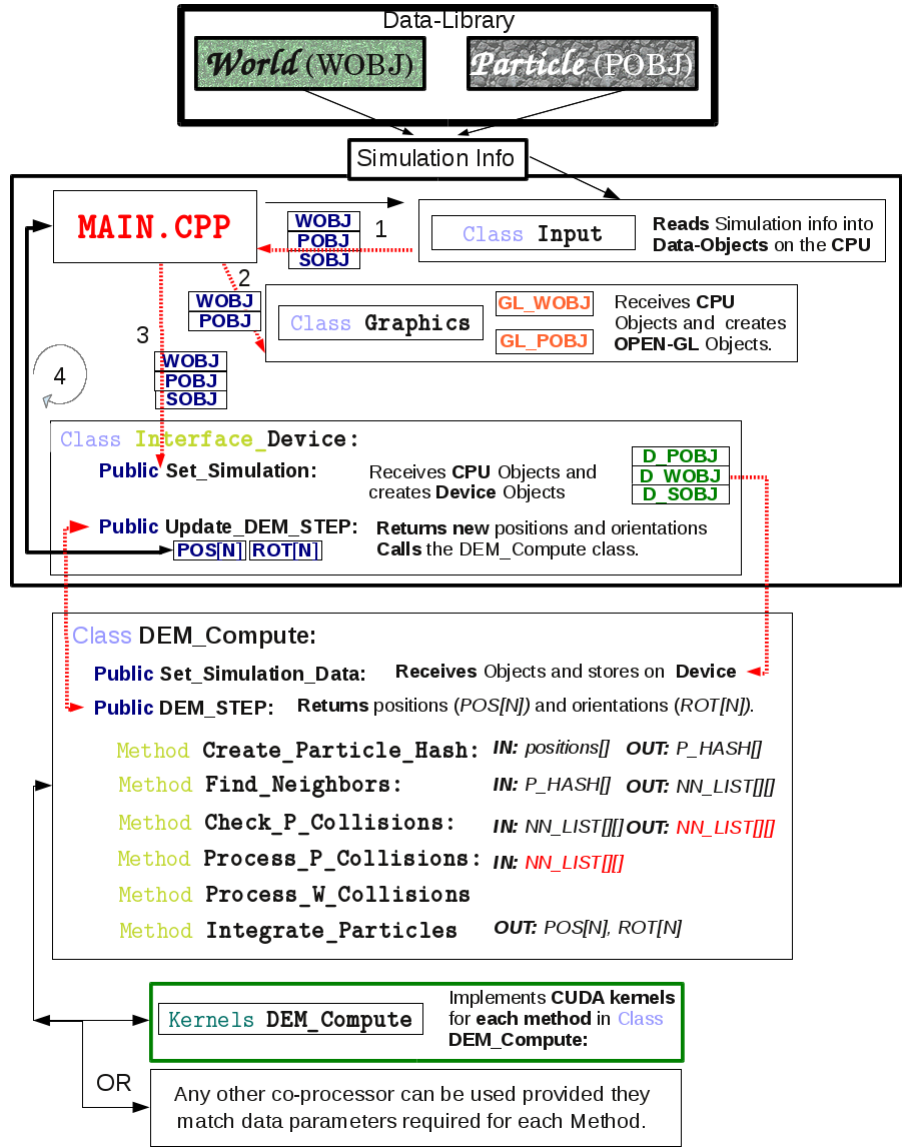 Data-Library
World (WOBJ)
Particle (POBJ)
Simulation Info
MAIN.CPP
WOBJ
POBJ
SOBJ
1
Class Input
Reads Simulation info into
Data-Objects on the CPU
2
WOBJ
POBJ
Class Graphics
GL_WOBJ
GL_POBJ
Receives CPU
Objects and creates
OPEN-GL Objects.
3
WOBJ
POBJ
SOBJ
4
Class Interface_Device:
Public Set_Simulation:
Receives CPU Objects and
creates Device Objects
D_POBJ
D_WOBJ
D_SOBJ
Public Update_DEM_STEP:
POS[N] ROT[N]
Returns new positions and orientations
Calls the DEM_Compute class.
Class DEM_Compute:
Public Set_Simulation_Data: Receives Objects and stores on Device
Public DEM_STEP: Returns positions (POS[N]) and orientations (ROT[N]).
Method Create_Particle_Hash: IN: positions[] OUT: P_HASH[]
Method Find_Neighbors: IN: P_HASH[] OUT: NN_LIST[][]
Method Check_P_Collisions: IN: NN_LIST[][] OUT: NN_LIST[][]
Method Process_P_Collisions: IN: NN_LIST[][]
Method Process_W_Collisions
Method Integrate_Particles OUT: POS[N], ROT[N]
Kernels DEM_Compute
Implements CUDA kernels
for each method in Class
DEM_Compute:
OR
Any other co-processor can be used provided they
match data parameters required for each Method.